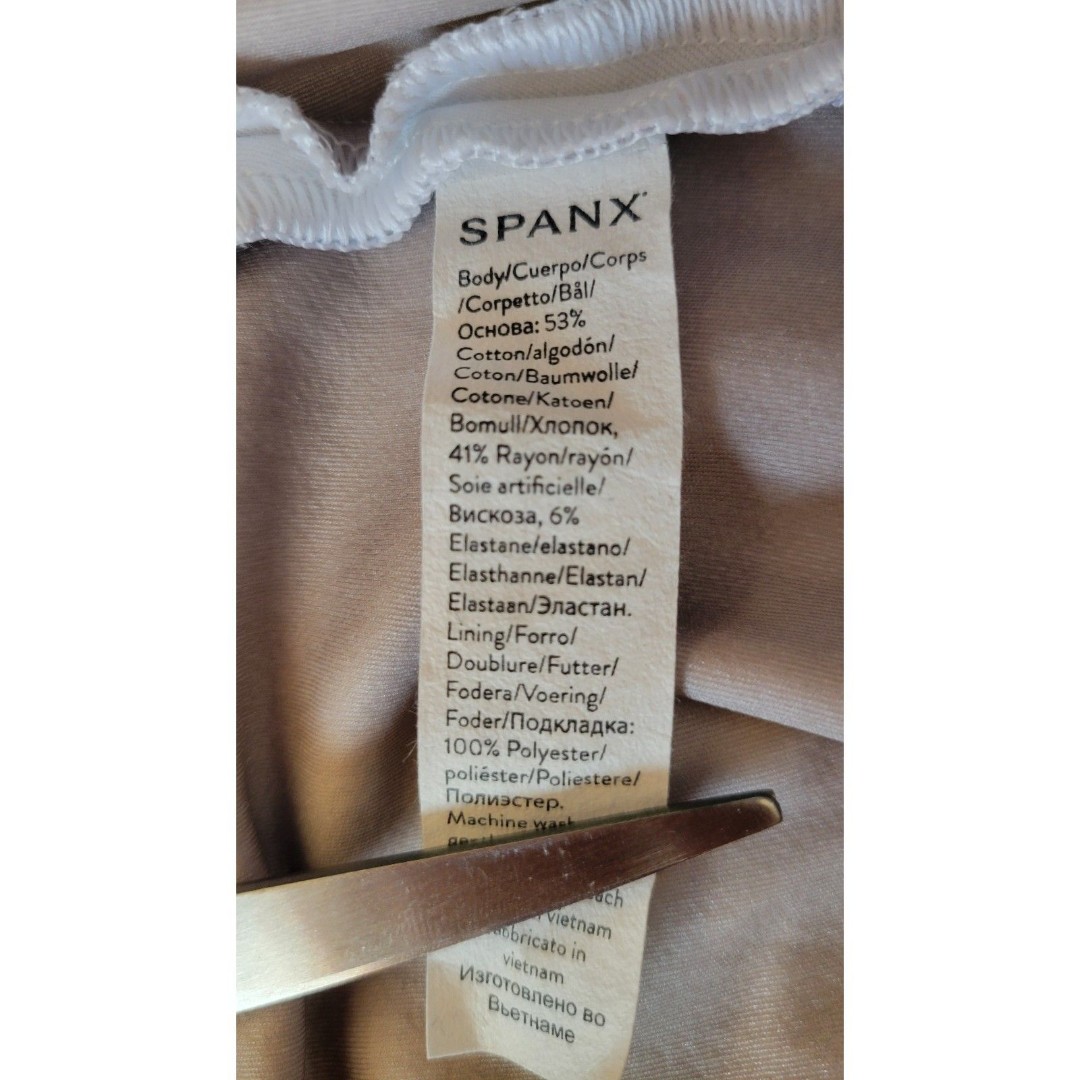 SPANX
Body/Cuerpo/Corps
/Corpetto/Bål/
Основа: 53%
Cotton/algodón/
Coton/Baumwolle/
Cotone/Katoen/
Bomull/Хлопок,
41% Rayon/rayón/
Soie artificielle/
Вискоза, 6%
Elastane/elastano/
Elasthanne/Elastan/
Elastaan/Эластан.
Lining/Forro/
Doublure/Futter/
Fodera/Voering/
Foder/Подкладка:
100% Polyester/
poliéster/Poliestere/
Полиэстер.
Machine wash
vietnam
in
vietnam
Изготовлено во
Вьетнаме